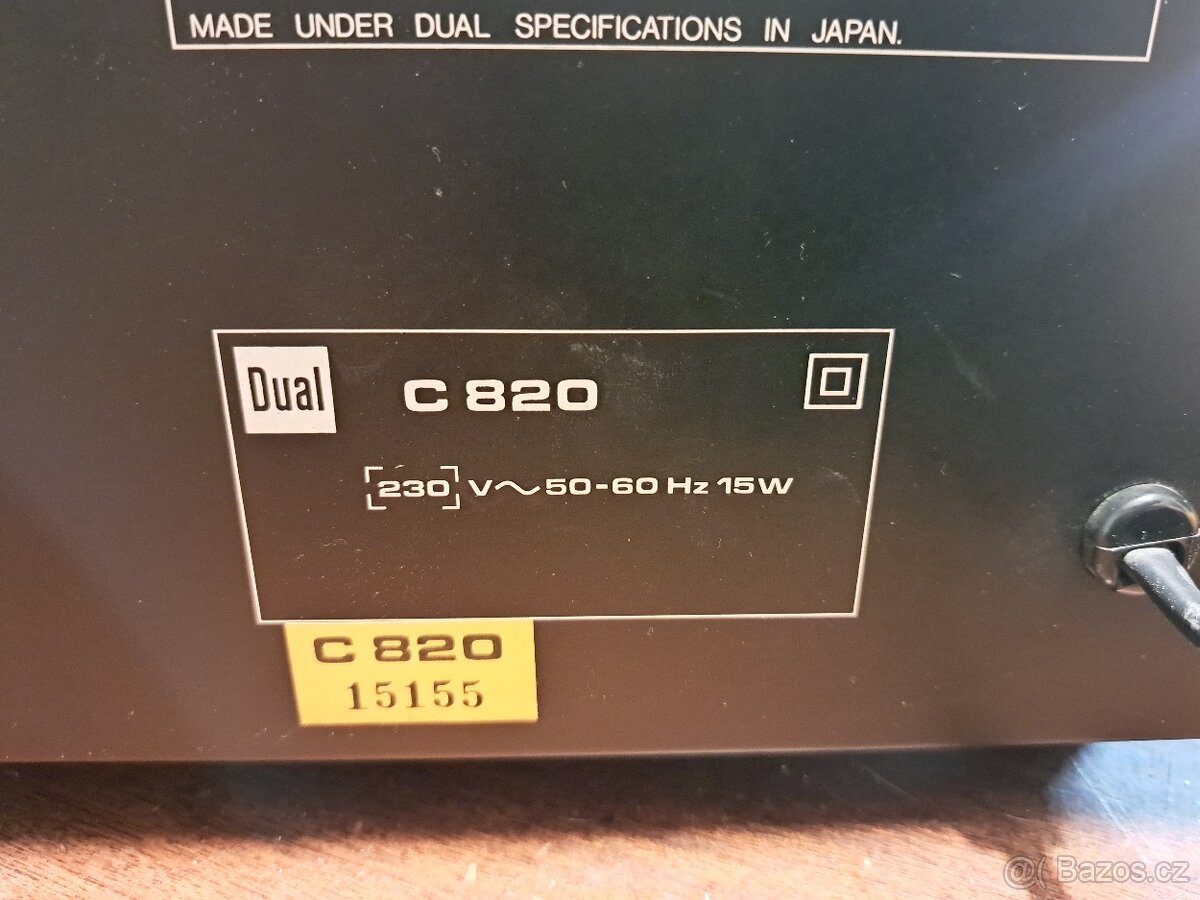 MADE UNDER DUAL SPECIFICATIONS IN JAPAN.
Dual
C 820
[230] V~50-60 Hz 15W
C 820
15155
@( Bazos.cz